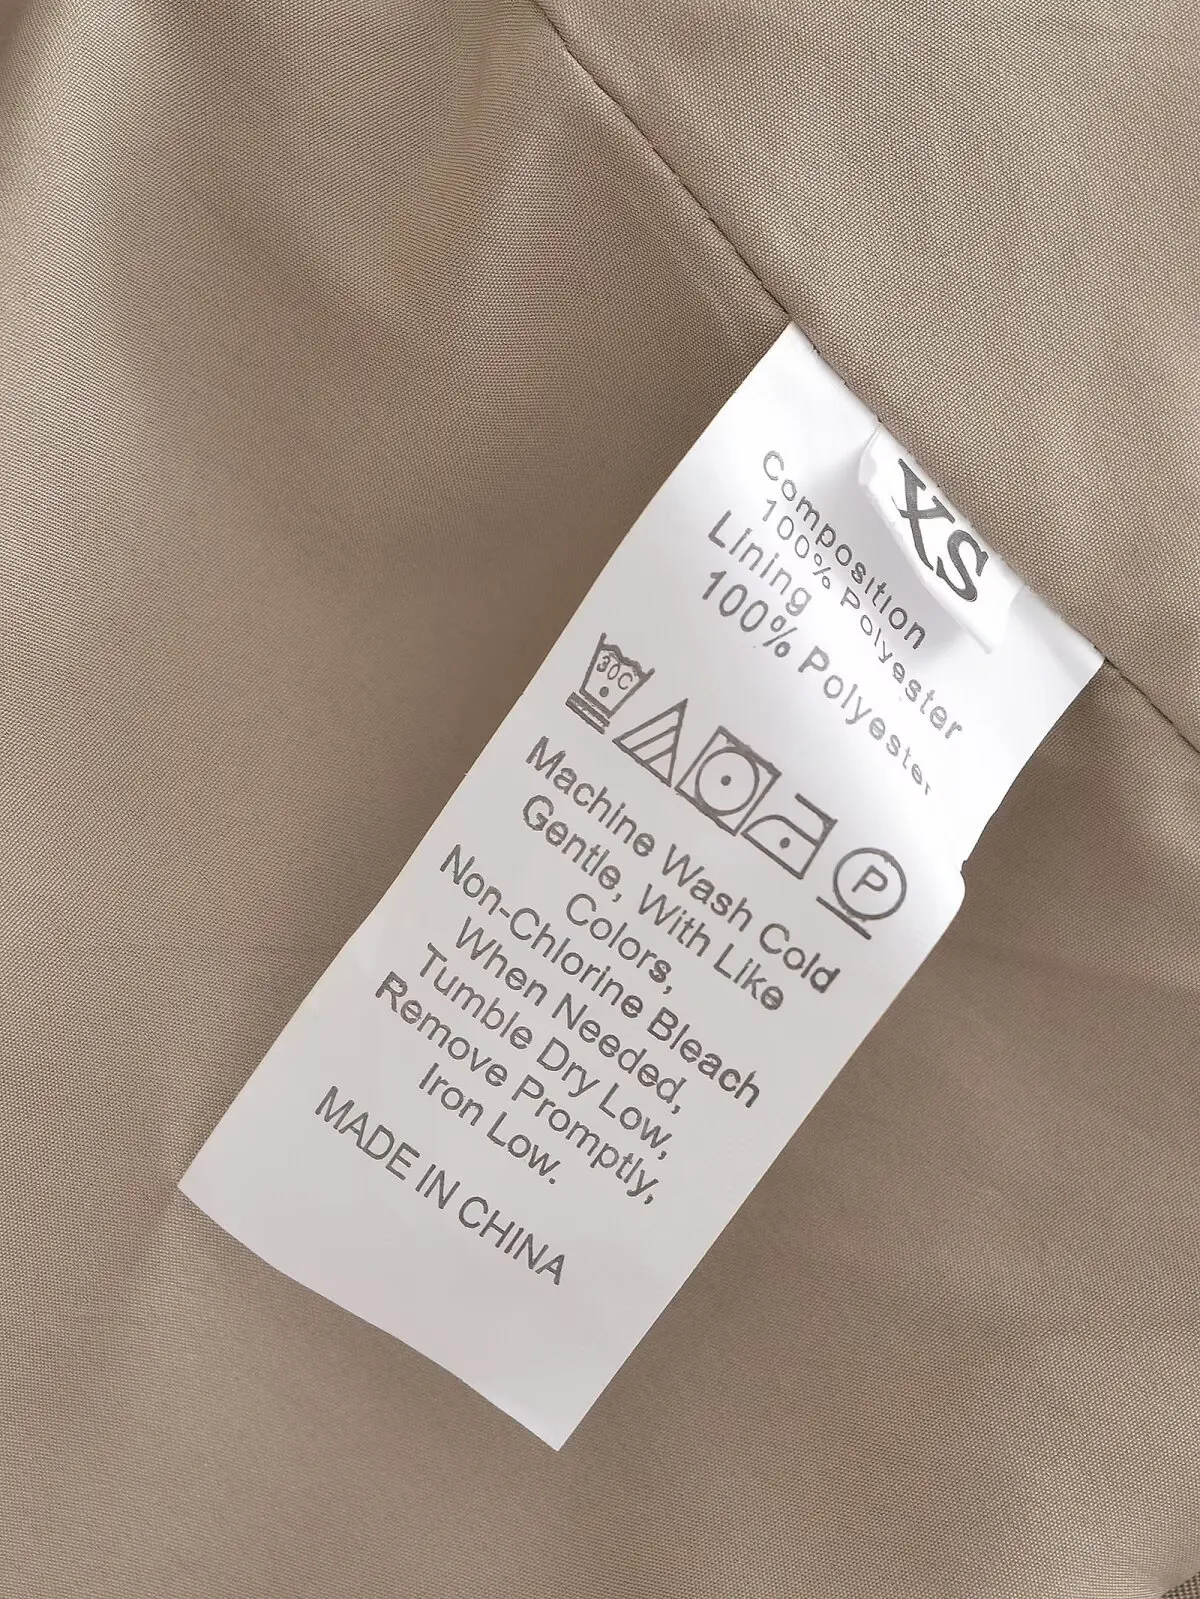 XS
Composition
100% Polyester
Lining
100% Polyester
30C
P
Machine Wash Cold
Gentle, With Like
Colors,
Non-Chlorine Bleach
When Needed,
Tumble Dry Low,
Remove Promptly,
Iron Low.
MADE IN CHINA